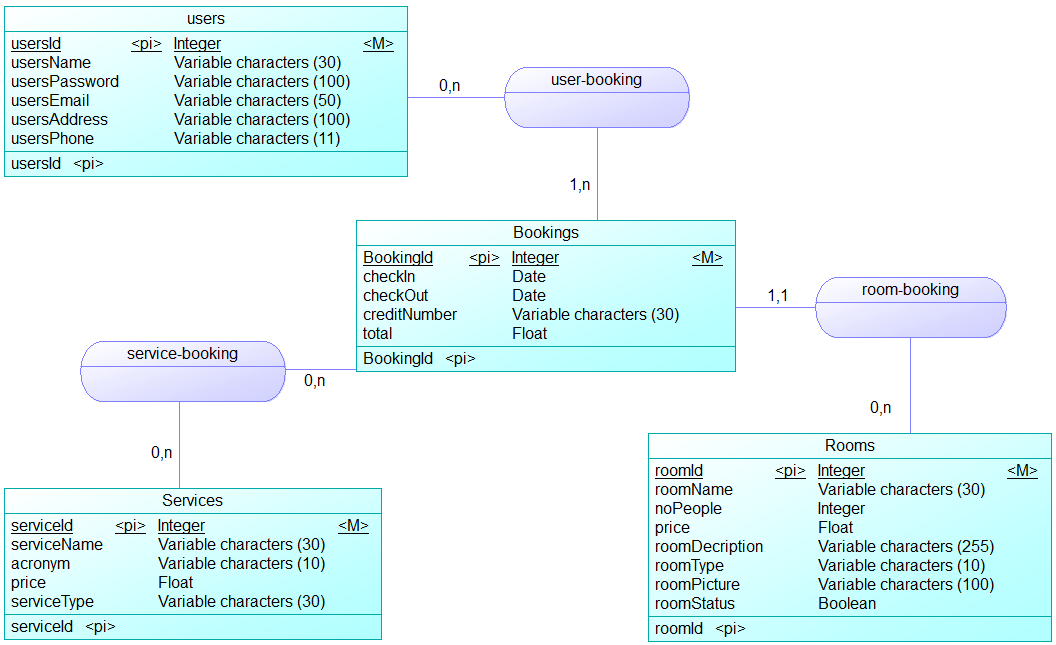 users
usersId <pi> Integer <M>
usersName Variable characters (30)
usersPassword Variable characters (100)
usersEmail Variable characters (50)
usersAddress Variable characters (100)
usersPhone Variable characters (11)
usersId <pi>
0,n
user-booking
1,n
Bookings
BookingId <pi> Integer <M>
checkIn Date
checkOut Date
creditNumber Variable characters (30)
total Float
BookingId <pi>
1,1
room-booking
0,n
service-booking
0,n
0,n
Services
serviceId <pi> Integer <M>
serviceName Variable characters (30)
acronym Variable characters (10)
price Float
serviceType Variable characters (30)
serviceId <pi>
Rooms
roomId <pi> Integer <M>
roomName Variable characters (30)
noPeople Integer
price Float
roomDecription Variable characters (255)
roomType Variable characters (10)
roomPicture Variable characters (100)
roomStatus Boolean
roomId <pi>